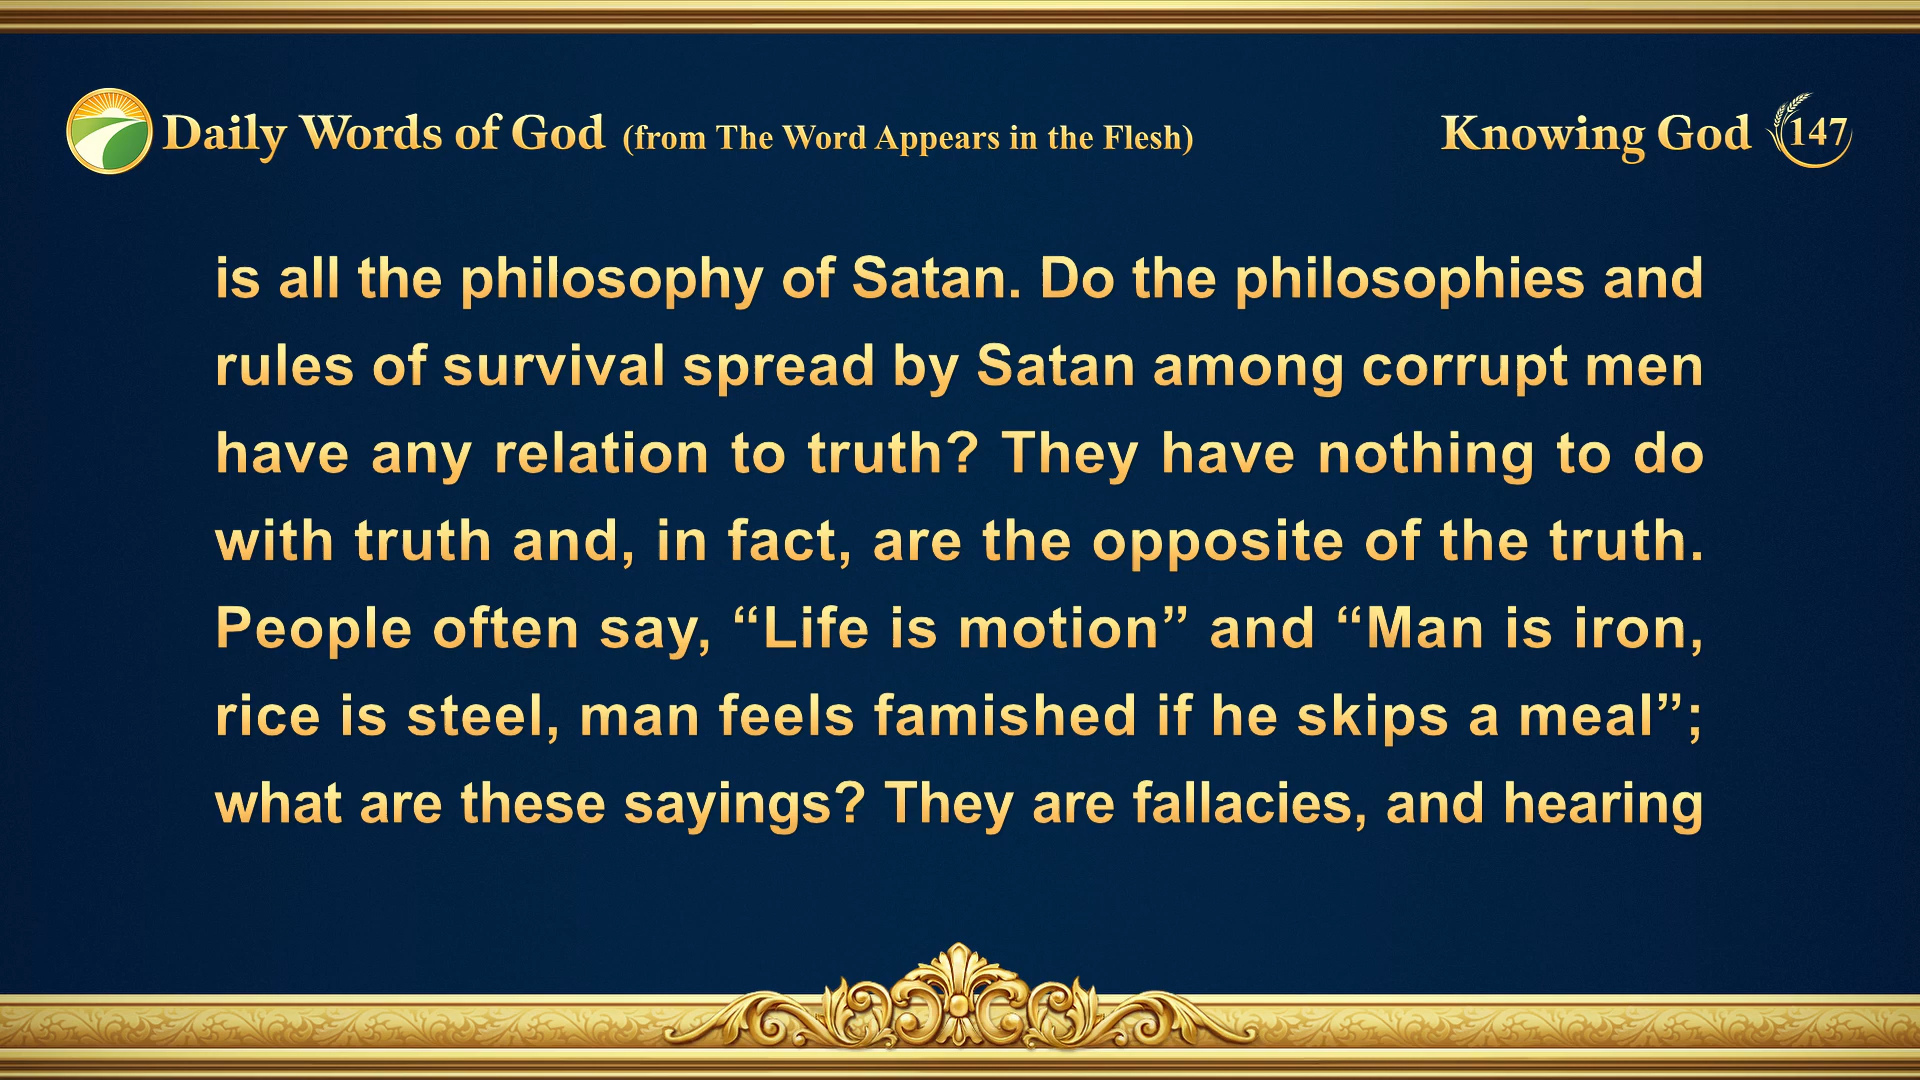 Daily Words of God (from The Word Appears in the Flesh)
Knowing God 147
is all the philosophy of Satan. Do the philosophies and
rules of survival spread by Satan among corrupt men
have any relation to truth? They have nothing to do
with truth and, in fact, are the opposite of the truth.
People often say, “Life is motion” and “Man is iron,
rice is steel, man feels famished if he skips a meal”;
what are these sayings? They are fallacies, and hearing